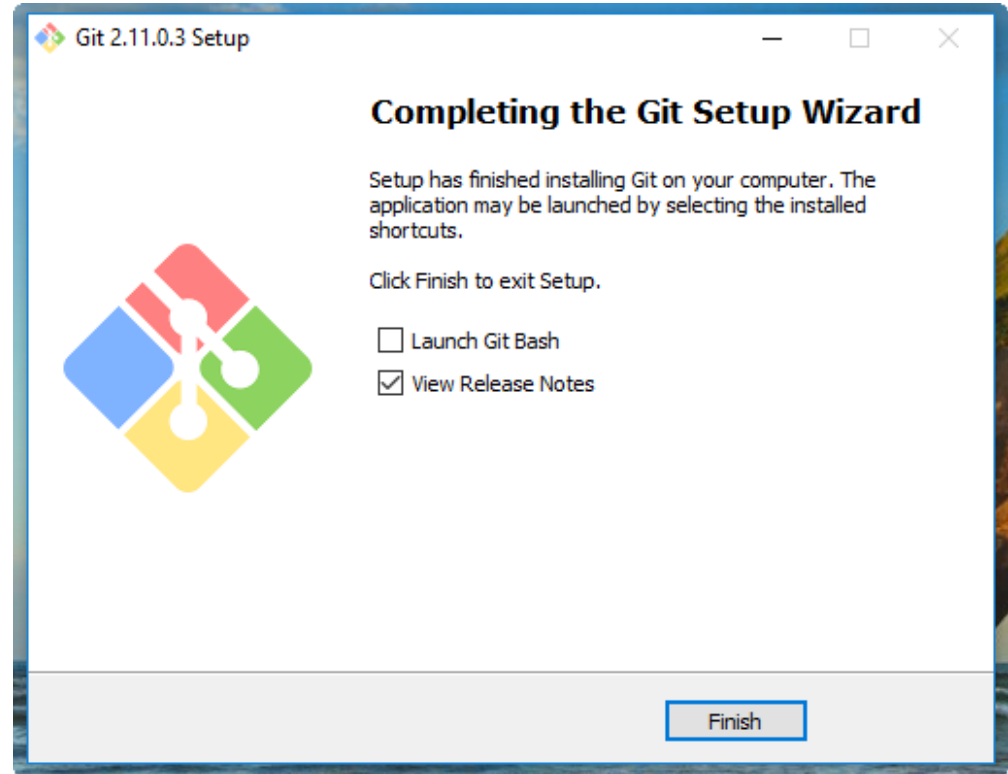 Git 2.11.0.3 Setup
Completing the Git Setup Wizard
Setup has finished installing Git on your computer. The
application may be launched by selecting the installed
shortcuts.
Click Finish to exit Setup.
Launch Git Bash
View Release Notes
Finish